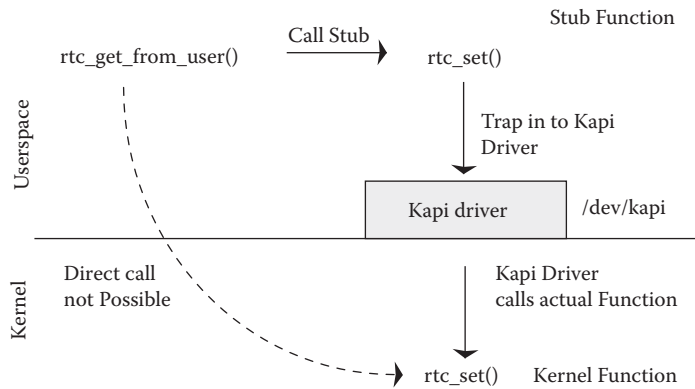 Stub Function
Call Stub
rtc_get_from_user()
rtc_set()
Trap in to Kapi
Driver
Userspace
Kapi driver
/dev/kapi
Direct call
not Possible
Kapi Driver
calls actual Function
Kernel
rtc_set()
Kernel Function